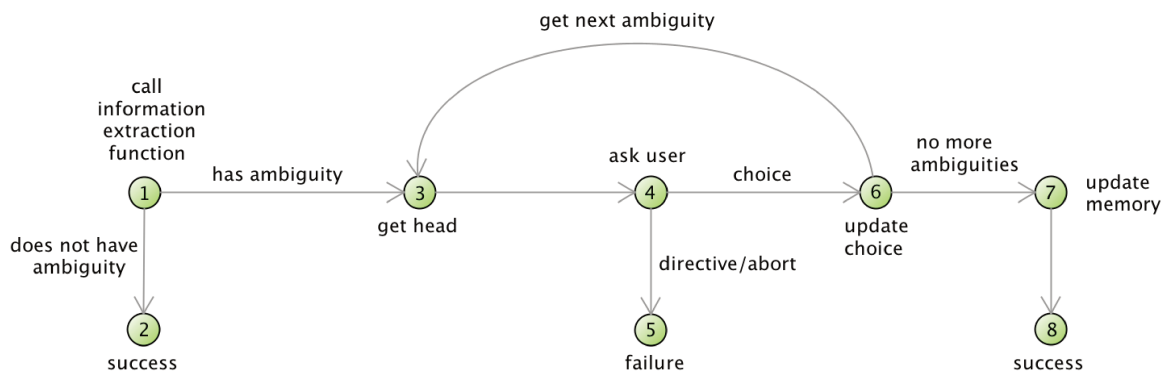 get next ambiguity
call
information
extraction
function
has ambiguity
ask user
choice
no more
ambiguities
1
3
4
6
7
update
memory
get head
update
choice
does not have
ambiguity
directive/abort
2
5
8
success
failure
success